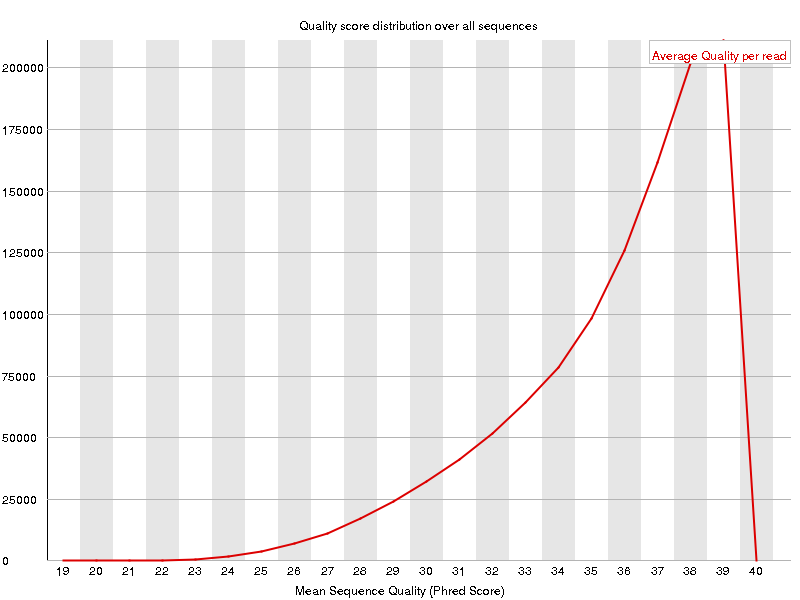 Quality score distribution over all sequences
Average Quality per read
200000
175000
150000
125000
100000
75000
50000
25000
0
19 20 21 22 23 24 25 26 27 28 29 30 31 32 33 34 35 36 37 38 39 40
Mean Sequence Quality (Phred Score)